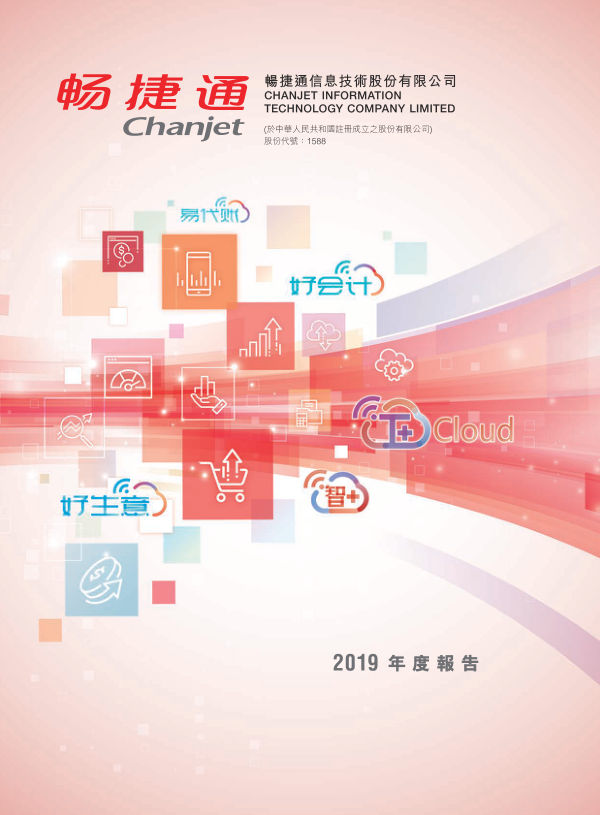 畅捷通
Chanjet
暢捷通信息技術股份有限公司
CHANJET INFORMATION
TECHNOLOGY COMPANY LIMITED
(於中華人民共和國註冊成立之股份有限公司)
股份代號：1588
易代账
好会计
T+ Cloud
好生意
智+
2019 年度報告